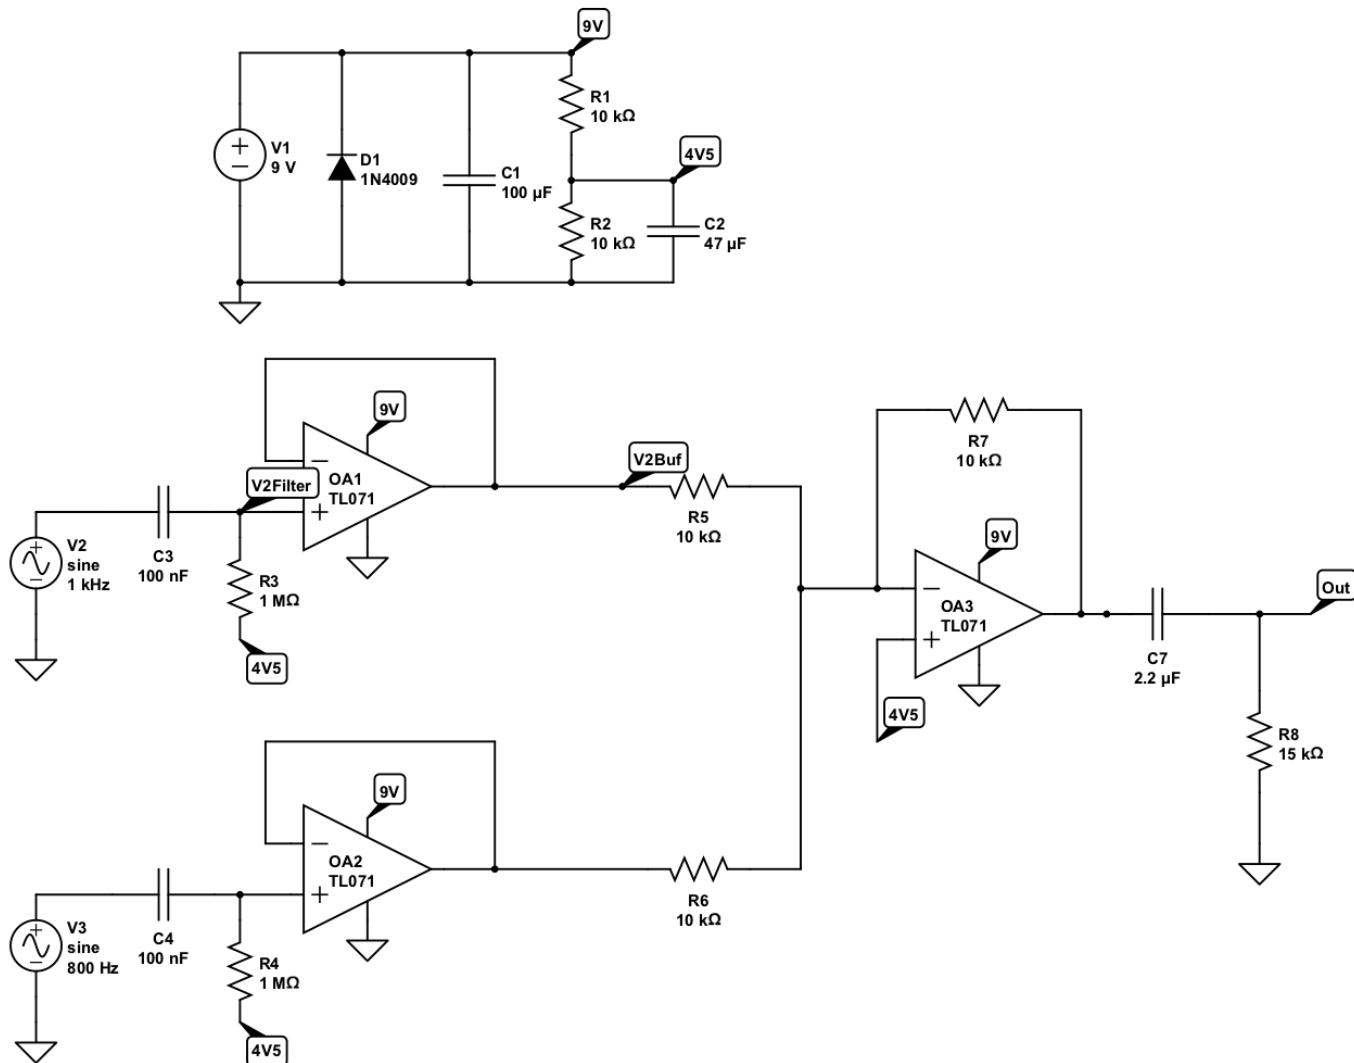 9V
R1
10 kΩ
V1
9 V
D1
1N4009
C1
100 µF
4V5
R2
10 kΩ
C2
47 µF
9V
OA1
TL071
V2Filter
V2
sine
1 kHz
C3
100 nF
R3
1 MΩ
4V5
V2Buf
R5
10 kΩ
R7
10 kΩ
9V
OA3
TL071
4V5
C7
2.2 µF
Out
R8
15 kΩ
9V
OA2
TL071
V3
sine
800 Hz
C4
100 nF
R4
1 MΩ
4V5
R6
10 kΩ